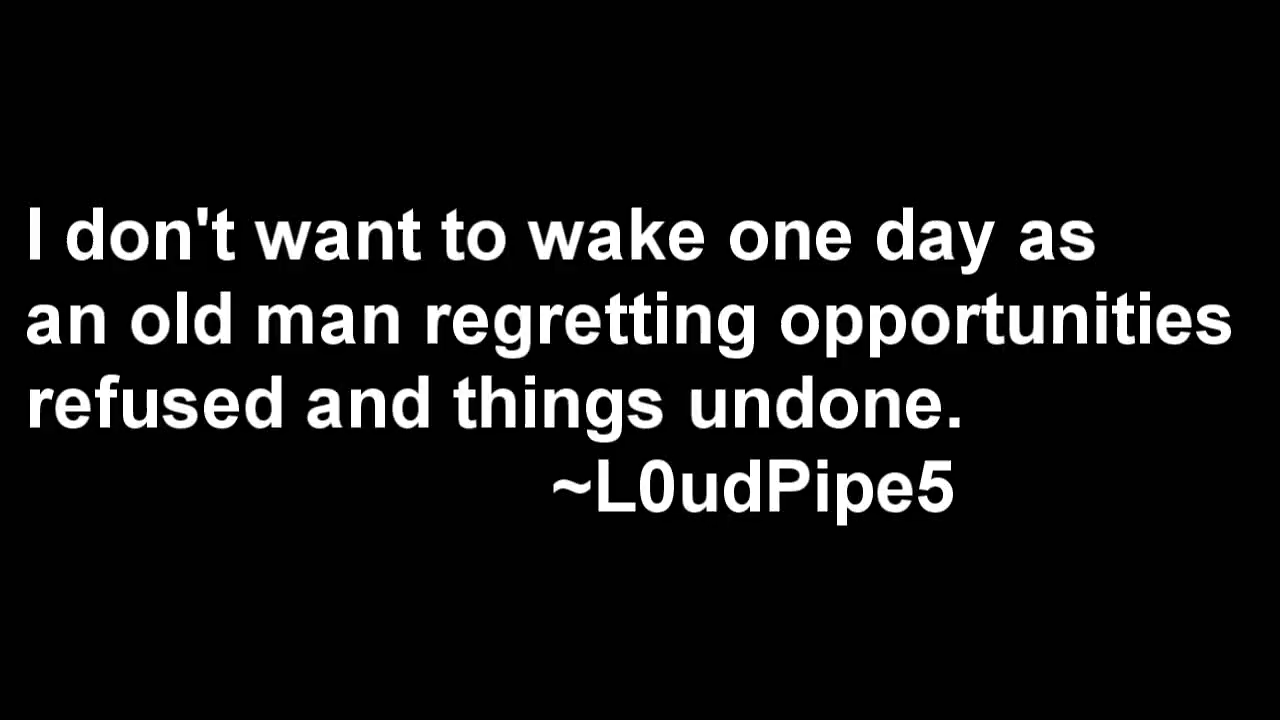 I don't want to wake one day as
an old man regretting opportunities
refused and things undone.
~L0udPipe5